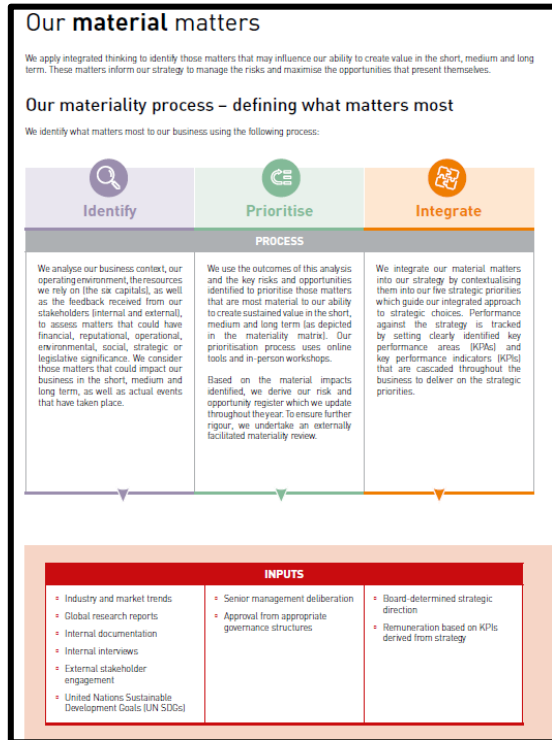 Our material matters
We apply integrated thinking to identify those matters that may influence our ability to create value in the short, medium and long
term. These matters inform our strategy to manage the risks and maximise the opportunities that present themselves.
Our materiality process – defining what matters most
We identify what matters most to our business using the following process:
Identify
Prioritise
Integrate
PROCESS
We analyse our business context, our
operating environment, the resources
we rely on (the six capitals), as well
as the feedback received from our
stakeholders (internal and external),
to assess matters that could have
financial, reputational, operational,
environmental, social, strategic or
legislative significance. We consider
those matters that could impact our
business in the short, medium and
long term, as well as actual events
that have taken place.
We use the outcomes of this analysis
and the key risks and opportunities
identified to prioritise those matters
that are most material to our ability
to create sustained value in the short,
medium and long term (as depicted
in the materiality matrix). Our
prioritisation process uses online
tools and in-person workshops.
Based on the material impacts
identified, we derive our risk and
opportunity register which we update
throughout the year. To ensure further
rigour, we undertake an externally
facilitated materiality review.
We integrate our material matters
into our strategy by contextualising
them into our five strategic priorities
which guide our integrated approach
to strategic choices. Performance
against the strategy is tracked
by setting clearly identified key
performance areas (KPAs) and
key performance indicators (KPIs)
that are cascaded throughout the
business to deliver on the strategic
priorities.
INPUTS
Industry and market trends
Global research reports
Internal documentation
Internal interviews
External stakeholder
engagement
United Nations Sustainable
Development Goals (UN SDGs)
Senior management deliberation
Approval from appropriate
governance structures
Board-determined strategic
direction
Remuneration based on KPIs
derived from strategy